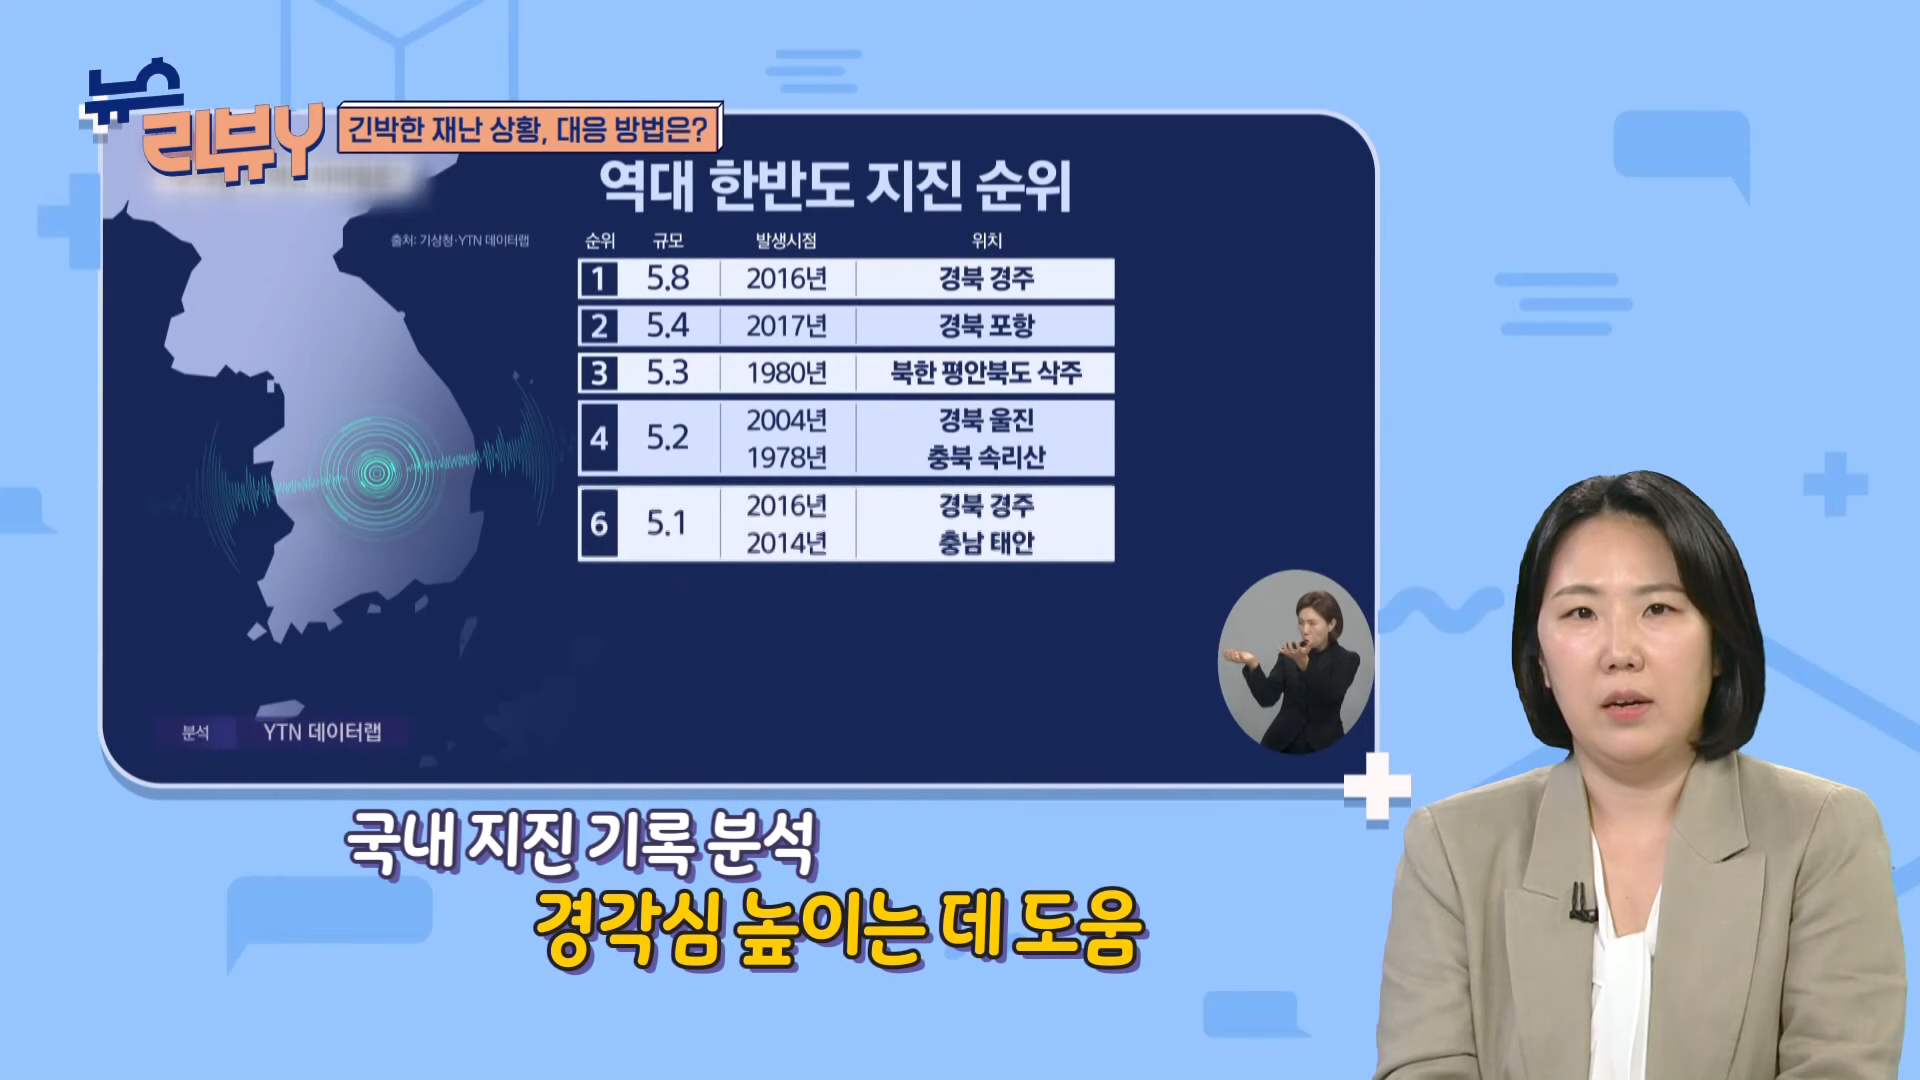 뉴스
리뷰Y
긴박한 재난 상황, 대응 방법은?
역대 한반도 지진 순위
출처: 기상청·YTN 데이터랩
순위 규모 발생시점 위치
1 5.8 2016년 경북 경주
2 5.4 2017년 경북 포항
3 5.3 1980년 북한 평안북도 삭주
4 5.2 2004년 경북 울진
1978년 충북 속리산
6 5.1 2016년 경북 경주
2014년 충남 태안
분석 YTN 데이터랩
국내 지진 기록 분석
경각심 높이는 데 도움